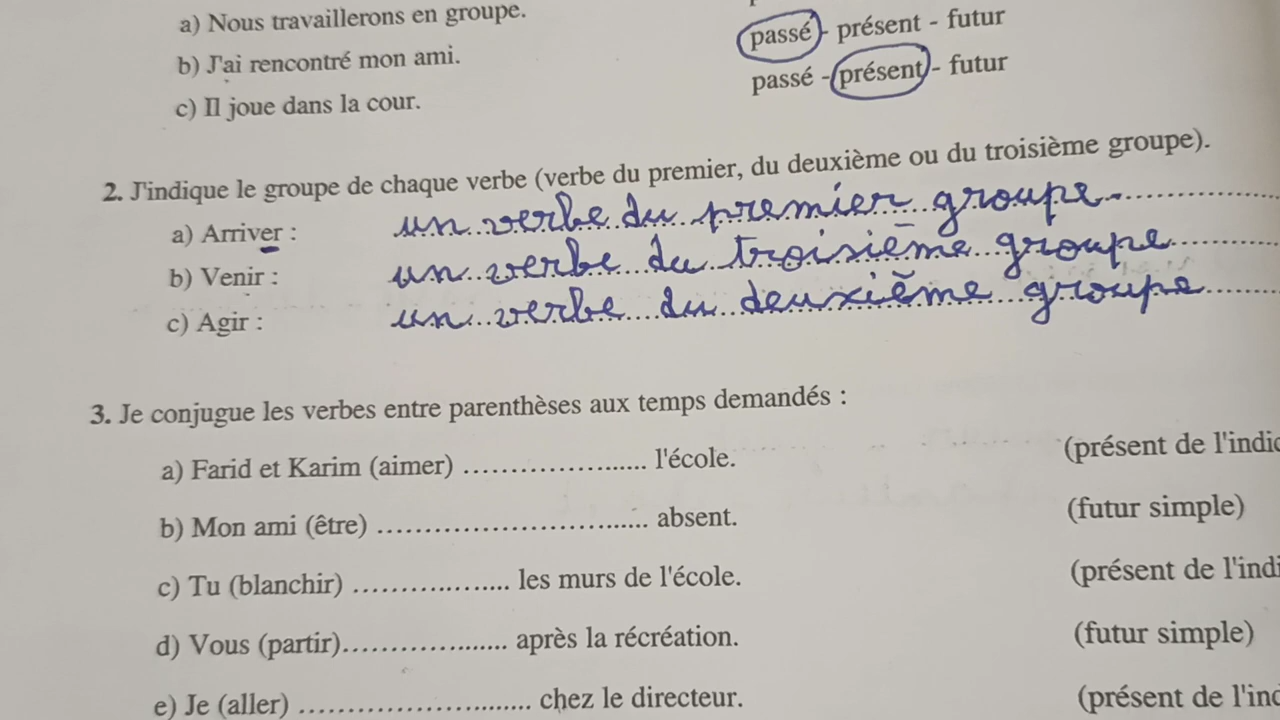 a) Nous travaillerons en groupe.
b) J'ai rencontré mon ami. passé - présent - futur
c) Il joue dans la cour. passé - présent - futur
2. J'indique le groupe de chaque verbe (verbe du premier, du deuxième ou du troisième groupe).
a) Arriver : un verbe du premier groupe.
b) Venir : un verbe du troisième groupe
c) Agir : un verbe du deuxième groupe
3. Je conjugue les verbes entre parenthèses aux temps demandés :
a) Farid et Karim (aimer) ...................... l'école. (présent de l'indic
b) Mon ami (être) ................................ absent. (futur simple)
c) Tu (blanchir) .................... les murs de l'école. (présent de l'indi
d) Vous (partir)..................... après la récréation. (futur simple)
e) Je (aller) ............................. chez le directeur. (présent de l'ind